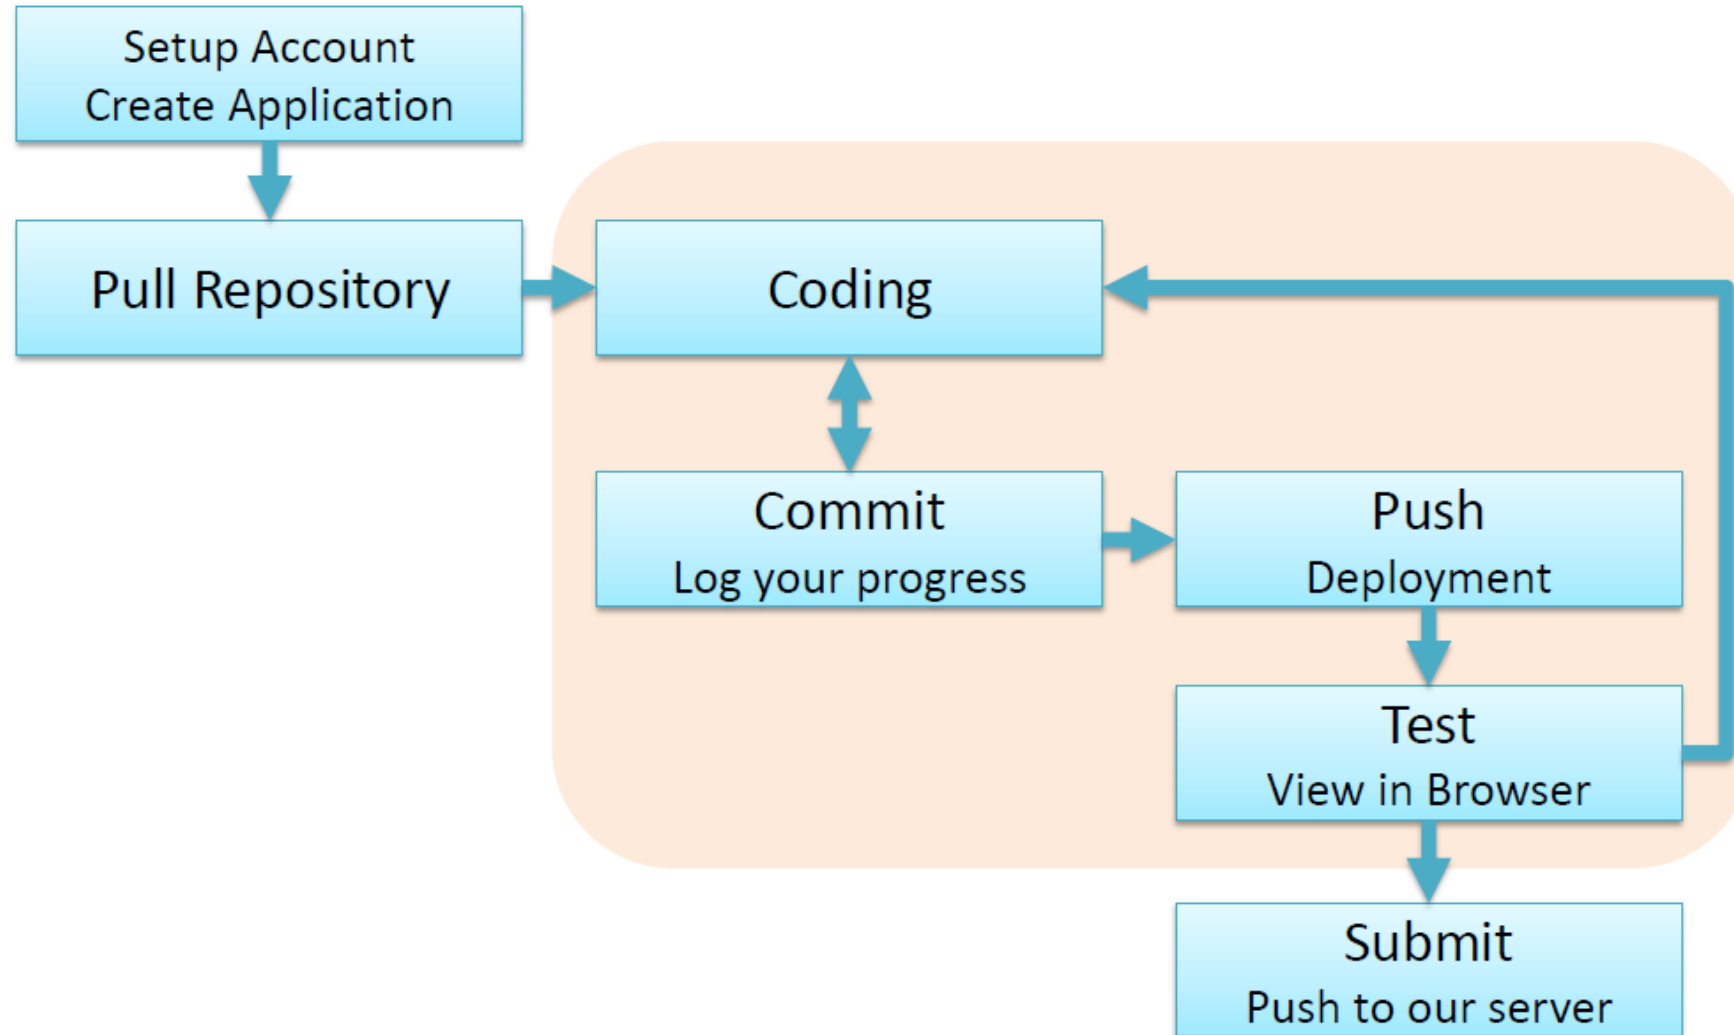 Setup Account
Create Application
Pull Repository
Coding
Commit
Log your progress
Push
Deployment
Test
View in Browser
Submit
Push to our server